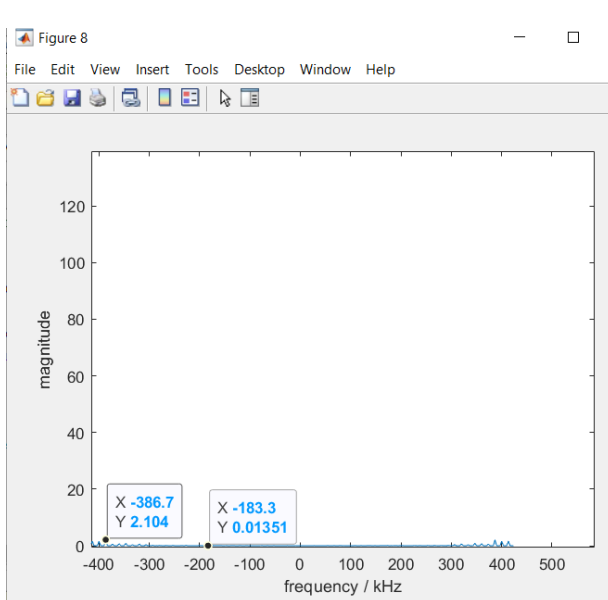 Figure 8
File Edit View Insert Tools Desktop Window Help
120
100
80
60
40
20
0
magnitude
X -386.7
Y 2.104
X -183.3
Y 0.01351
-400 -300 -200 -100 0 100 200 300 400 500
frequency / kHz